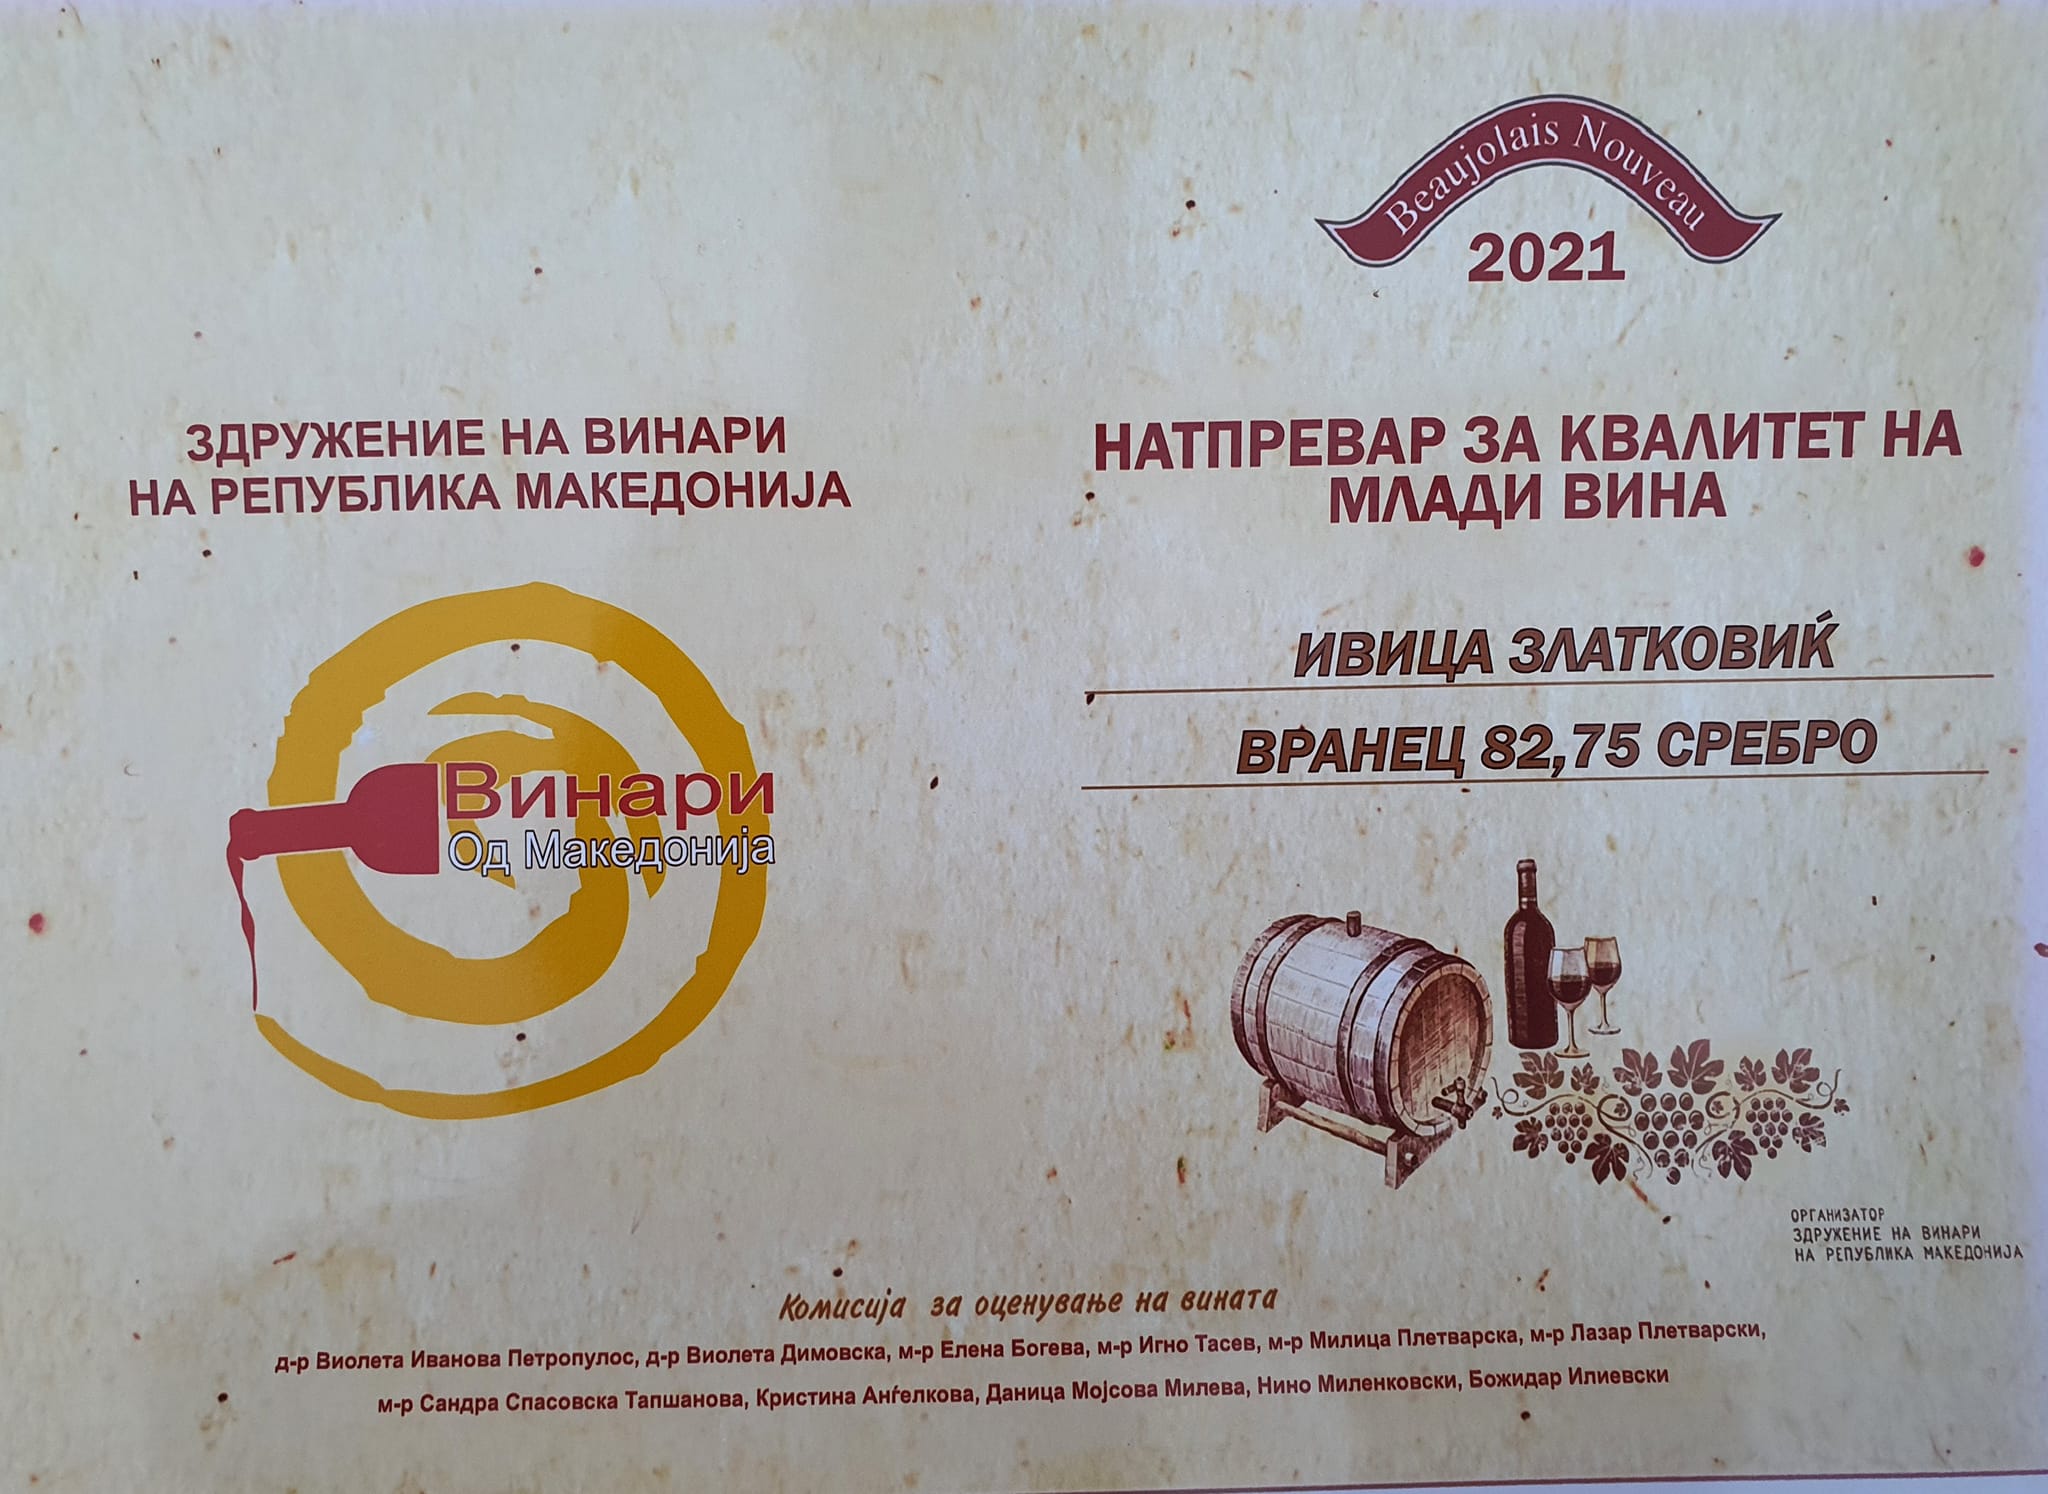 ЗДРУЖЕНИЕ НА ВИНАРИ
НА РЕПУБЛИКА МАКЕДОНИЈА
Винари
Од Македонија
Beaujolais Nouveau
2021
НАТПРЕВАР ЗА КВАЛИТЕТ НА
МЛАДИ ВИНА
ИВИЦА ЗЛАТКОВИЌ
ВРАНЕЦ 82,75 СРЕБРО
ОРГАНИЗАТОР
ЗДРУЖЕНИЕ НА ВИНАРИ
НА РЕПУБЛИКА МАКЕДОНИЈА
Комисија за оценување на вината
д-р Виолета Иванова Петропулос, д-р Виолета Димовска, м-р Елена Богева, м-р Игно Тасев, м-р Милица Плетварска, м-р Лазар Плетварски,
м-р Сандра Спасовска Тапшанова, Кристина Анѓелкова, Даница Мојсова Милева, Нино Миленковски, Божидар Илиевски